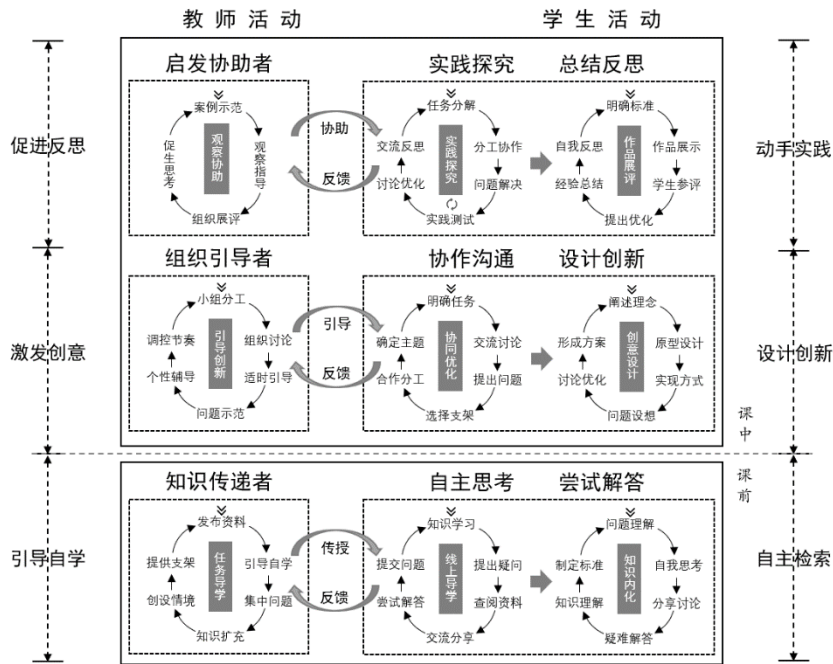 教师活动 学生活动
启发协助者 实践探究 总结反思
案例示范 任务分解 明确标准
协助
促进反思 促生思考 观察协助 观察指导 交流反思 实践探究 分工协作 自我反思 作品展评 作品展示 动手实践
反馈 讨论优化 问题解决 经验总结 学生参评
组织展评 实践测试 提出优化
组织引导者 协作沟通 设计创新
小组分工 明确任务 阐述理念
引导
调控节奏 引导创新 组织讨论 确定主题 协同优化 交流讨论 形成方案 创意设计 原型设计
激发创意 设计创新
个性辅导 适时引导 反馈 合作分工 提出问题 讨论优化 实现方式
问题示范 选择支架 问题设想
课中
课前
知识传递者 自主思考 尝试解答
发布资料 知识学习 问题理解
传授
提供支架 任务导学 引导自学 提交问题 线上导学 提出疑问 制定标准 知识内化 自我思考
引导自学 自主检索
创设情境 集中问题 反馈 尝试解答 查阅资料 知识理解 分享讨论
知识扩充 交流分享 疑难解答